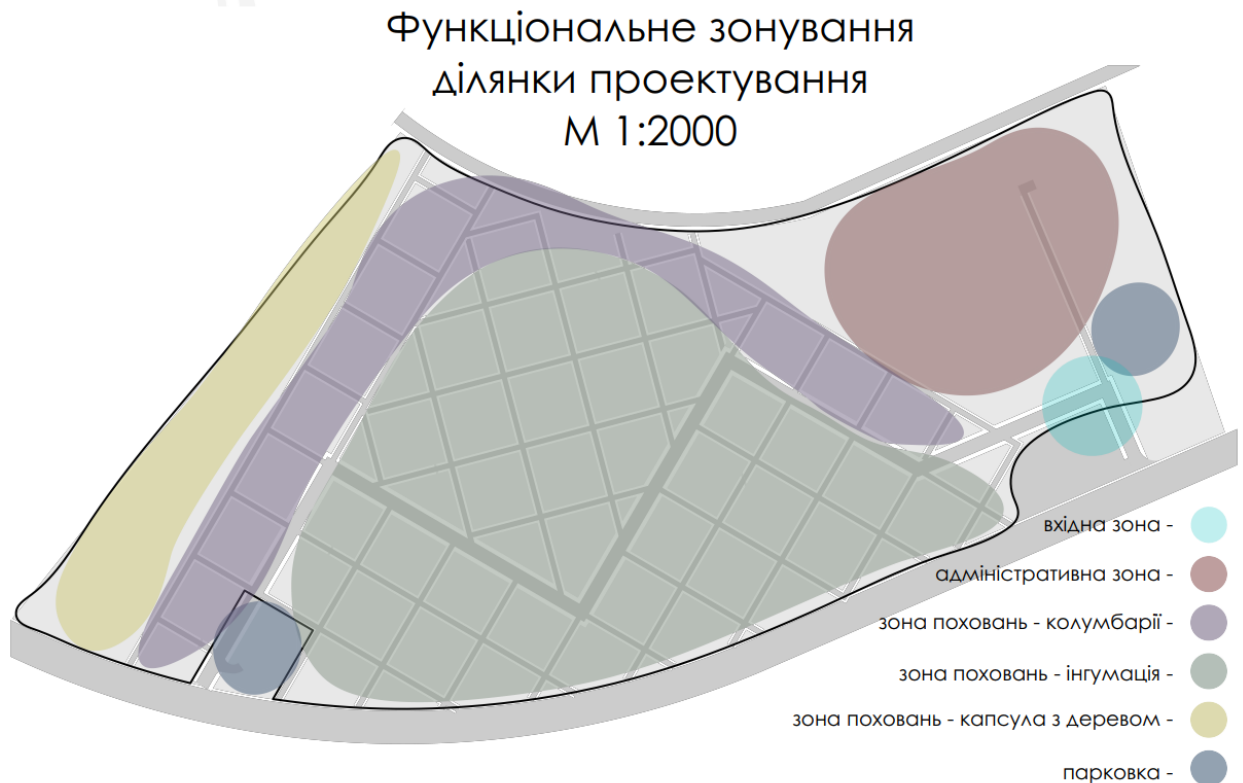 Функціональне зонування
ділянки проектування
М 1:2000
вхідна зона -
адміністративна зона -
зона поховань - колумбарії -
зона поховань - інгумація -
зона поховань - капсула з деревом -
парковка -